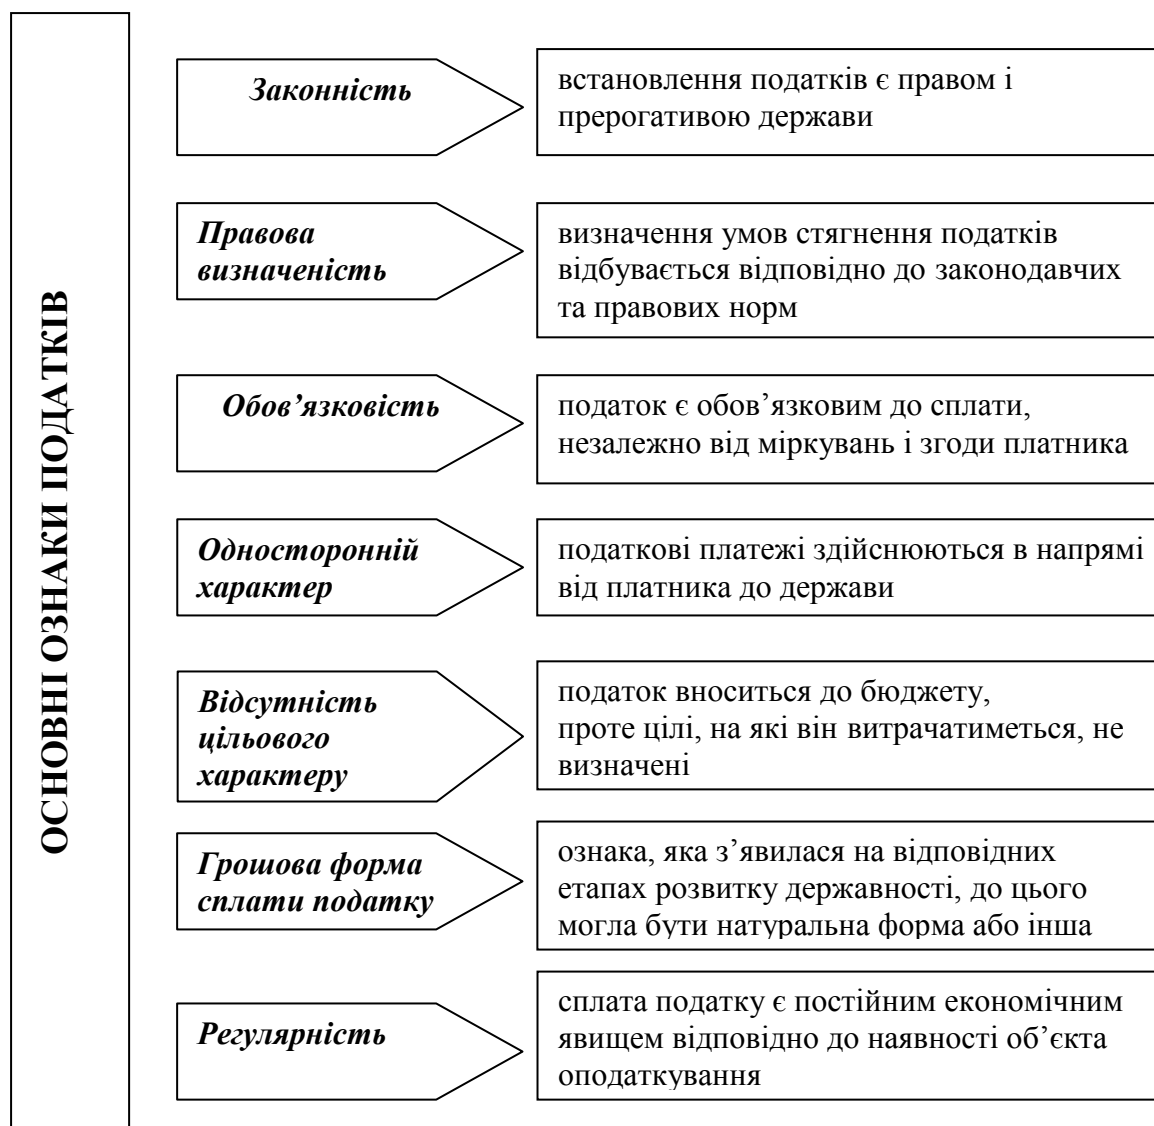 ОСНОВНІ ОЗНАКИ ПОДАТКІВ
Законність
встановлення податків є правом і
прерогативою держави
Правова
визначеність
визначення умов стягнення податків
відбувається відповідно до законодавчих
та правових норм
Обов’язковість
податок є обов’язковим до сплати,
незалежно від міркувань і згоди платника
Односторонній
характер
податкові платежі здійснюються в напрямі
від платника до держави
Відсутність
цільового
характеру
податок вноситься до бюджету,
проте цілі, на які він витрачатиметься, не
визначені
Грошова форма
сплати податку
ознака, яка з’явилася на відповідних
етапах розвитку державності, до цього
могла бути натуральна форма або інша
Регулярність
сплата податку є постійним економічним
явищем відповідно до наявності об’єкта
оподаткування